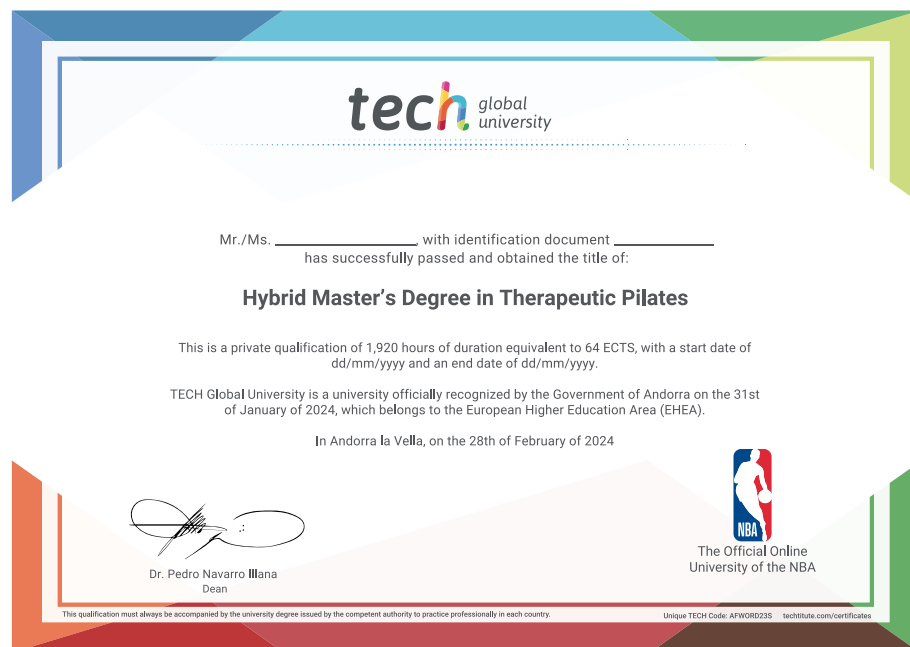 tech global university
Mr./Ms. ____________, with identification document ____________
has successfully passed and obtained the title of:
Hybrid Master's Degree in Therapeutic Pilates
This is a private qualification of 1,920 hours of duration equivalent to 64 ECTS, with a start date of
dd/mm/yyyy and an end date of dd/mm/yyyy.
TECH Global University is a university officially recognized by the Government of Andorra on the 31st
of January of 2024, which belongs to the European Higher Education Area (EHEA).
In Andorra la Vella, on the 28th of February of 2024
NBA
Dr. Pedro Navarro Illana
Dean
The Official Online
University of the NBA
This qualification must always be accompanied by the university degree issued by the competent authority to practice professionally in each country.
Unique TECH Code: AFWORD23S techtitute.com/certificates